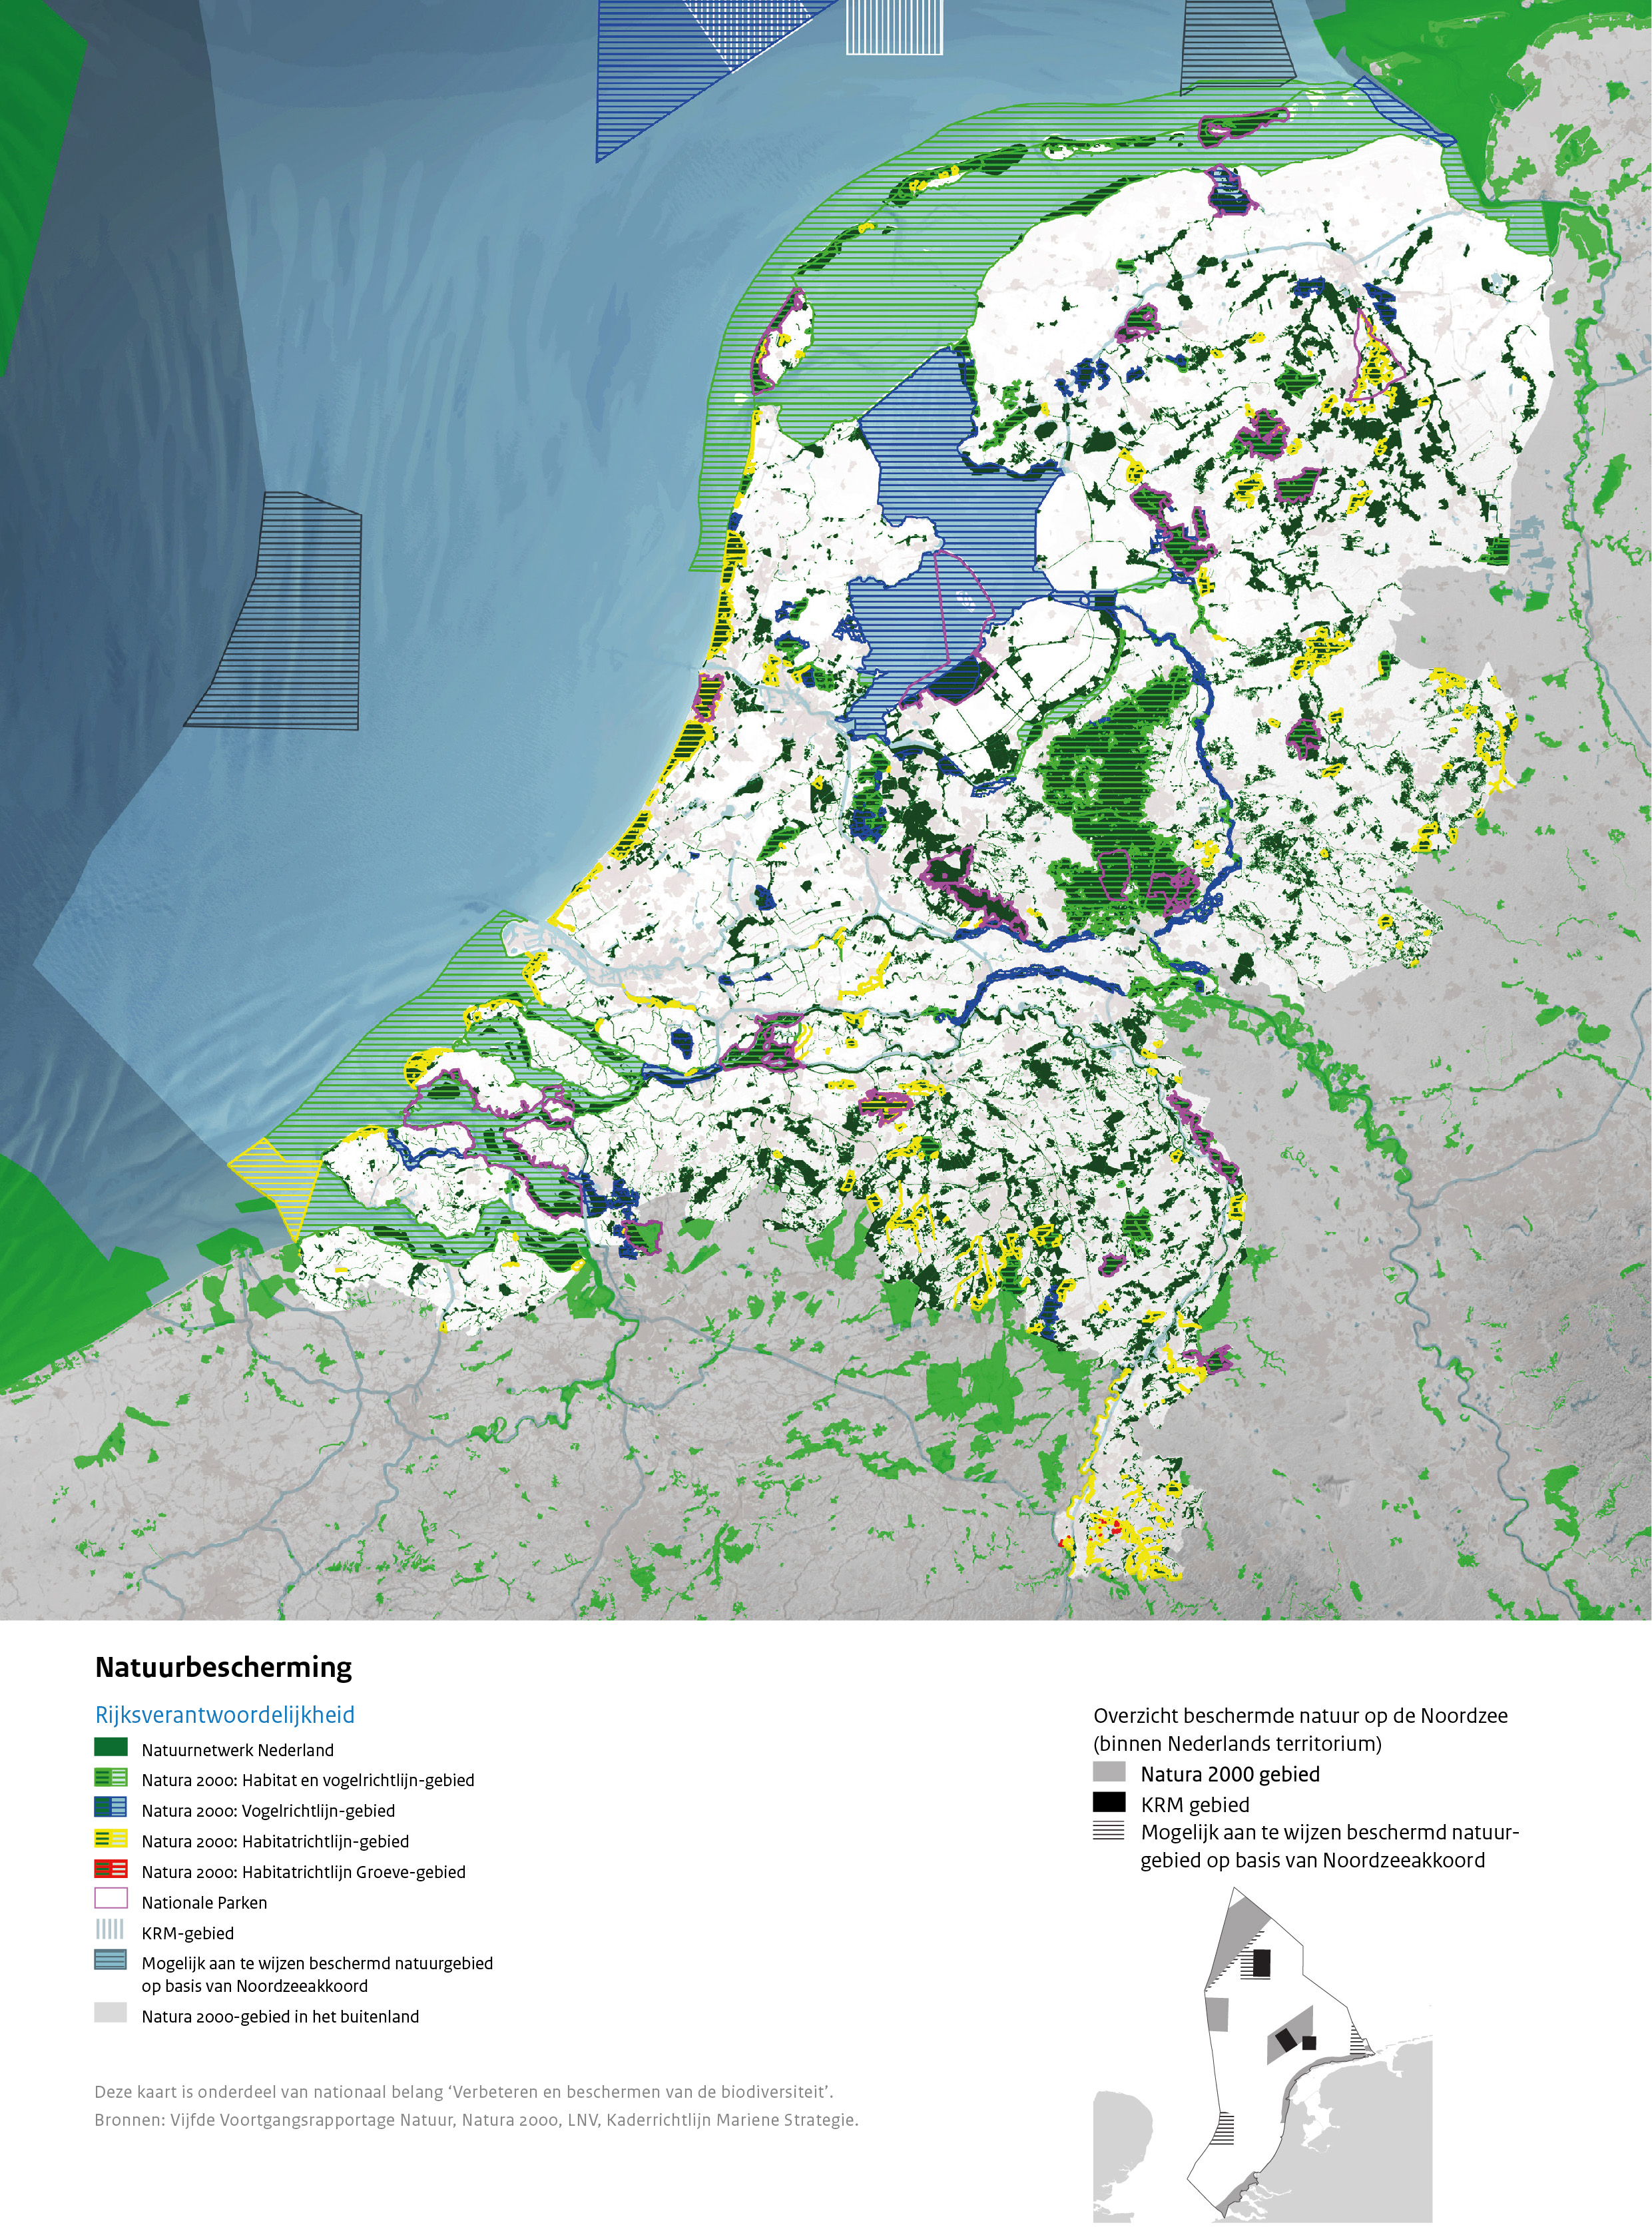 Natuurbescherming
Rijksverantwoordelijkheid
Natuurnetwerk Nederland
Natura 2000: Habitat en vogelrichtlijn-gebied
Natura 2000: Vogelrichtlijn-gebied
Natura 2000: Habitatrichtlijn-gebied
Natura 2000: Habitatrichtlijn Groeve-gebied
Nationale Parken
KRM-gebied
Mogelijk aan te wijzen beschermd natuurgebied
op basis van Noordzeeakkoord
Natura 2000-gebied in het buitenland
Deze kaart is onderdeel van nationaal belang ‘Verbeteren en beschermen van de biodiversiteit’.
Bronnen: Vijfde Voortgangsrapportage Natuur, Natura 2000, LNV, Kaderrichtlijn Mariene Strategie.
Overzicht beschermde natuur op de Noordzee
(binnen Nederlands territorium)
Natura 2000 gebied
KRM gebied
Mogelijk aan te wijzen beschermd natuur-
gebied op basis van Noordzeeakkoord